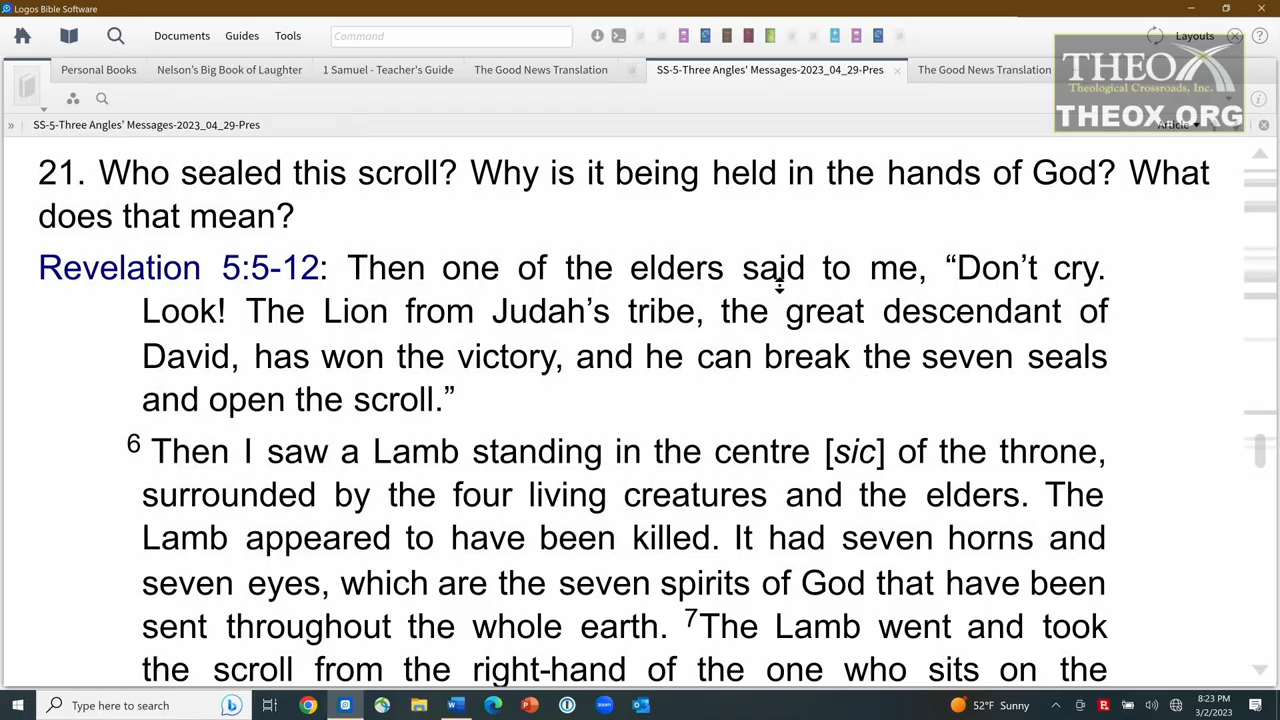 Logos Bible Software
Documents Guides Tools Command Layouts
THEOX
Theological Crossroads, Inc.
THEOX.ORG
Personal Books Nelson's Big Book of Laughter 1 Samuel - Teacher's Guide The Good News Translation SS-5-Three Angles' Messages-2023_04_29-Pres The Good News Translation
SS-5-Three Angles' Messages-2023_04_29-Pres Article
21. Who sealed this scroll? Why is it being held in the hands of God? What
does that mean?
Revelation 5:5-12: Then one of the elders said to me, “Don’t cry.
Look! The Lion from Judah’s tribe, the great descendant of
David, has won the victory, and he can break the seven seals
and open the scroll.”
6 Then I saw a Lamb standing in the centre [sic] of the throne,
surrounded by the four living creatures and the elders. The
Lamb appeared to have been killed. It had seven horns and
seven eyes, which are the seven spirits of God that have been
sent throughout the whole earth. 7The Lamb went and took
the scroll from the right-hand of the one who sits on the
Type here to search 52°F Sunny 8:23 PM
3/2/2023